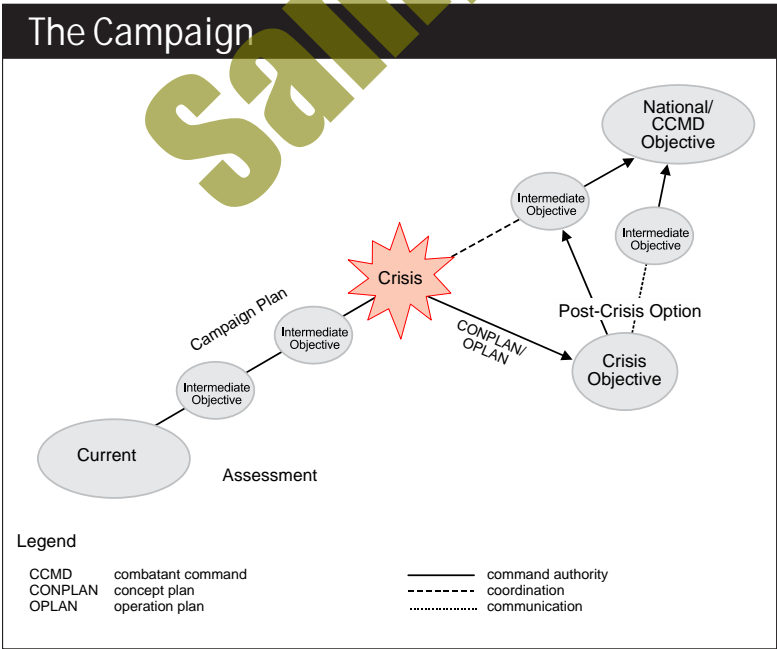 The Campaign
Sam
National/
CCMD
Objective
Intermediate
Objective
Intermediate
Objective
Crisis
Campaign Plan
Post-Crisis Option
Intermediate
Objective
CONPLAN/
OPLAN
Crisis
Objective
Intermediate
Objective
Current
Assessment
Legend
CCMD combatant command
CONPLAN concept plan
OPLAN operation plan
command authority
coordination
communication